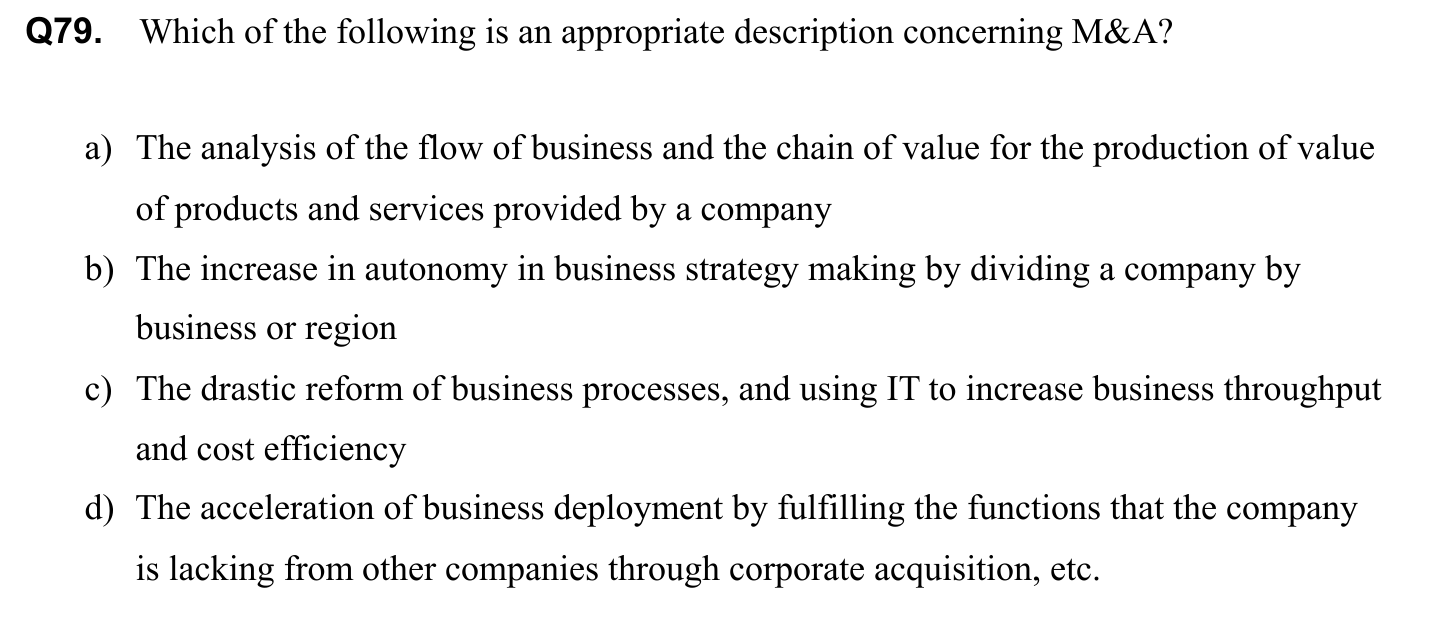 Q79. Which of the following is an appropriate description concerning M&A?
a) The analysis of the flow of business and the chain of value for the production of value
of products and services provided by a company
b) The increase in autonomy in business strategy making by dividing a company by
business or region
c) The drastic reform of business processes, and using IT to increase business throughput
and cost efficiency
d) The acceleration of business deployment by fulfilling the functions that the company
is lacking from other companies through corporate acquisition, etc.